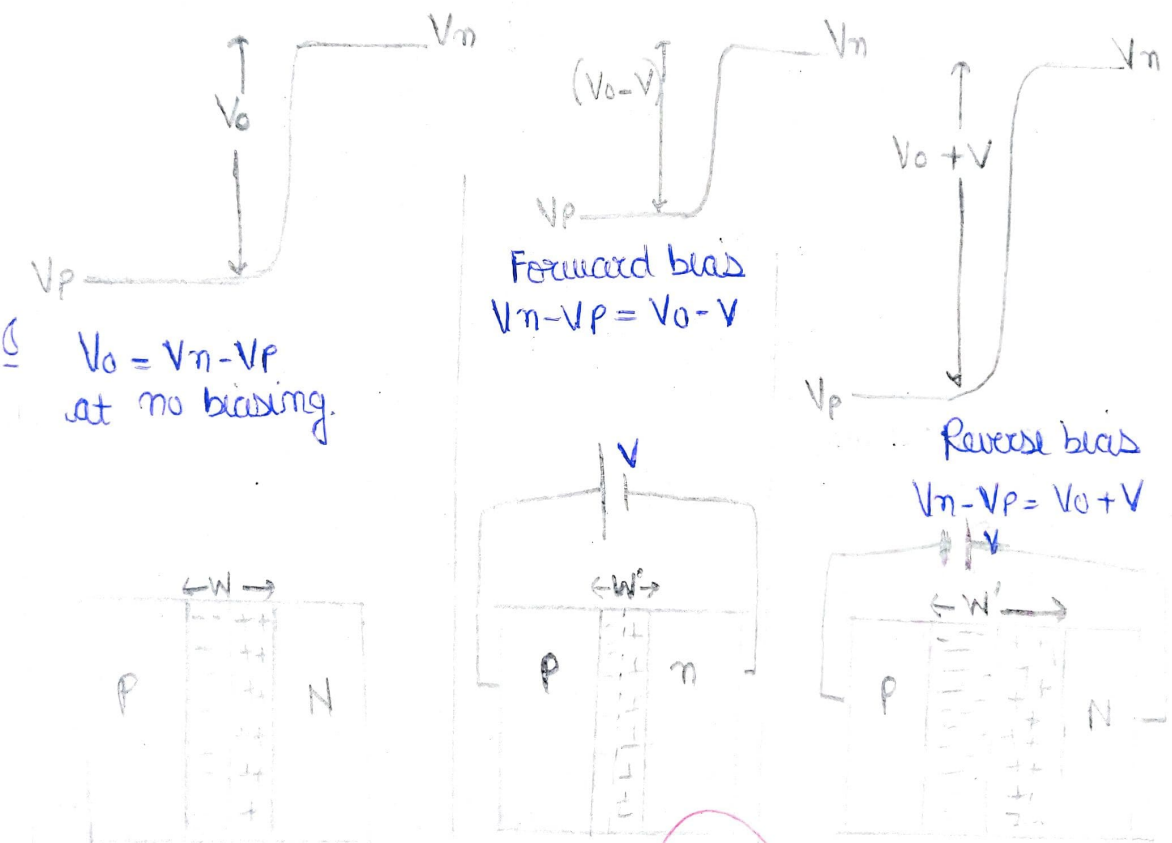 Vn
V₀
Vp
V₀ = Vn-Vp
at no biasing.
Vn
(V₀-V)
Vp
Forward bias
Vn-Vp = V₀-V
Vn
V₀ + V
Vp
Reverse bias
Vn-Vp = V₀ + V
←W→
P
N
V
←W'→
P
n
V
←W'→
P
N